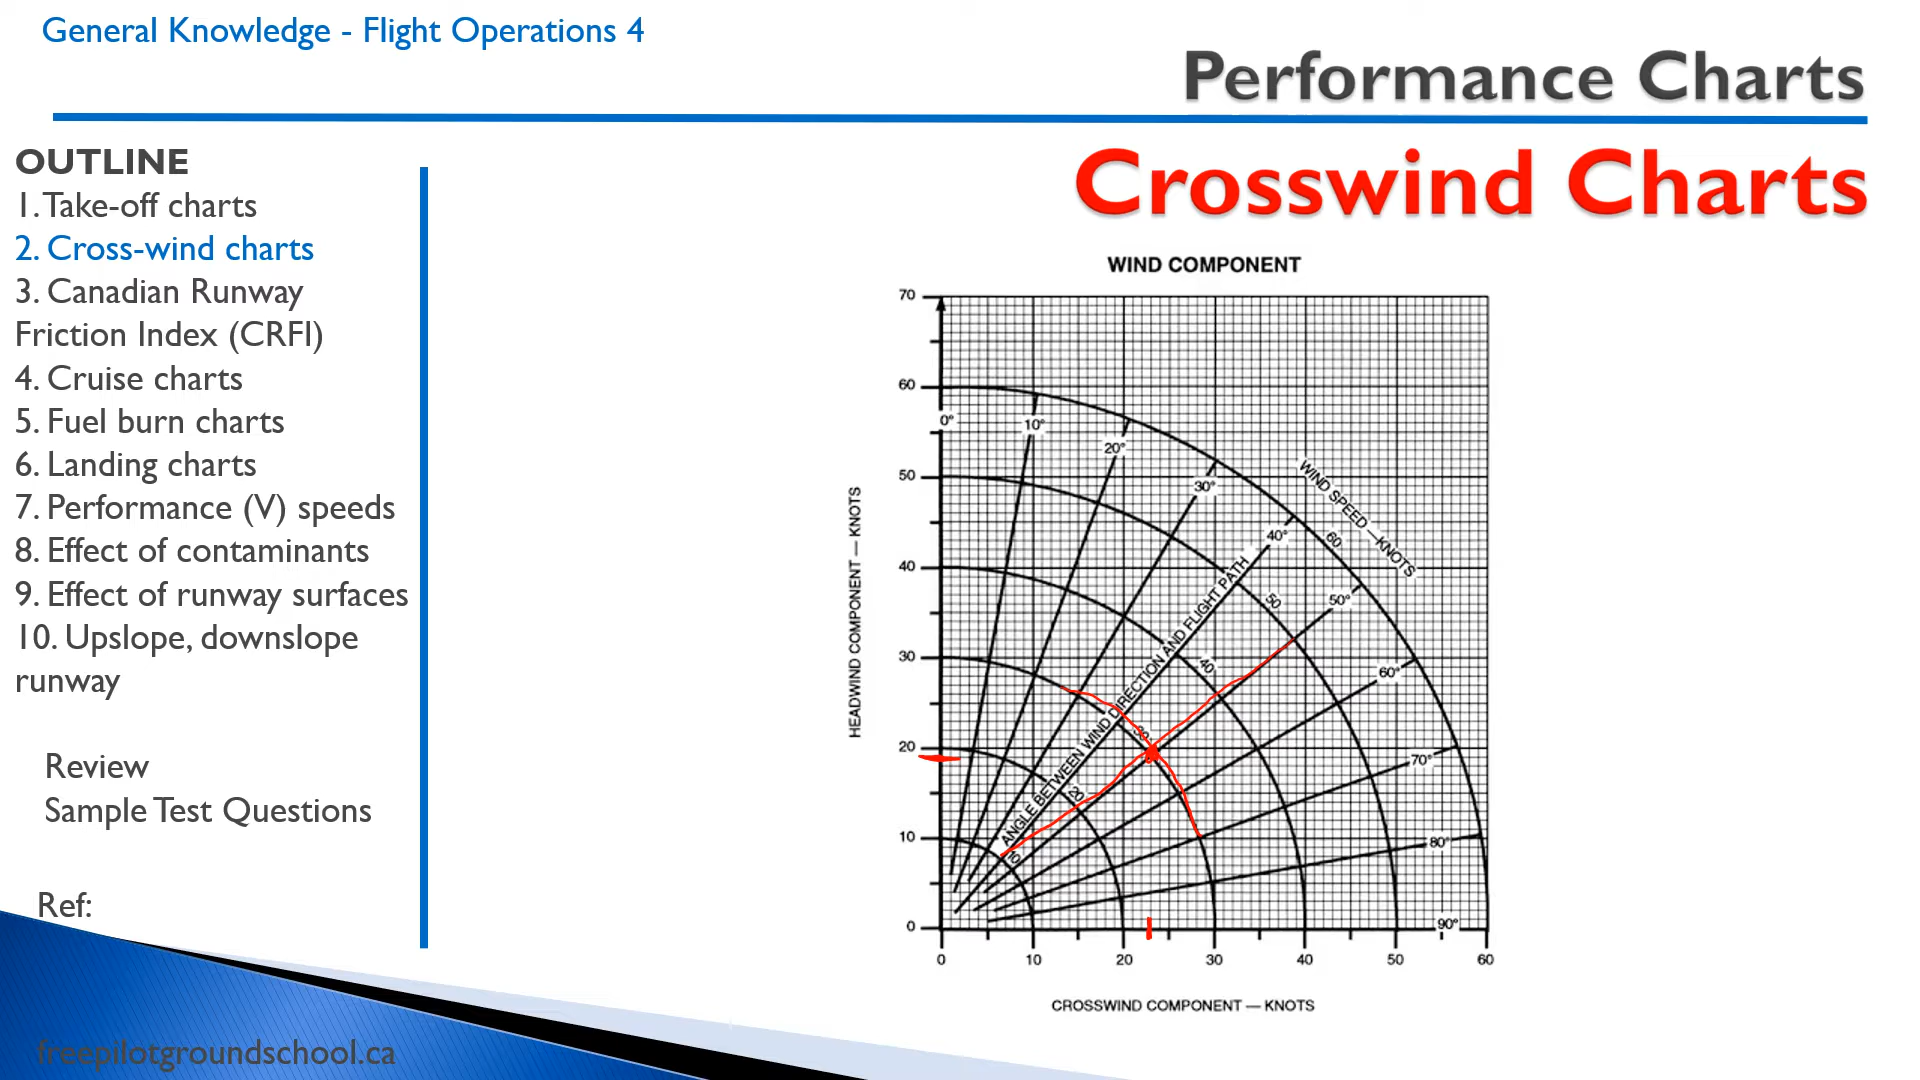 General Knowledge - Flight Operations 4
Performance Charts
Crosswind Charts
OUTLINE
1. Take-off charts
2. Cross-wind charts
3. Canadian Runway
Friction Index (CRFI)
4. Cruise charts
5. Fuel burn charts
6. Landing charts
7. Performance (V) speeds
8. Effect of contaminants
9. Effect of runway surfaces
10. Upslope, downslope
runway
Review
Sample Test Questions
Ref:
freepilotgroundschool.ca
WIND COMPONENT
HEADWIND COMPONENT — KNOTS
70
60
50
40
30
20
10
0
0°
10°
20°
30°
40°
50°
60°
70°
80°
90°
WIND SPEED — KNOTS
60
50
40
30
20
10
ANGLE BETWEEN WIND DIRECTION AND FLIGHT PATH
0 10 20 30 40 50 60
CROSSWIND COMPONENT — KNOTS